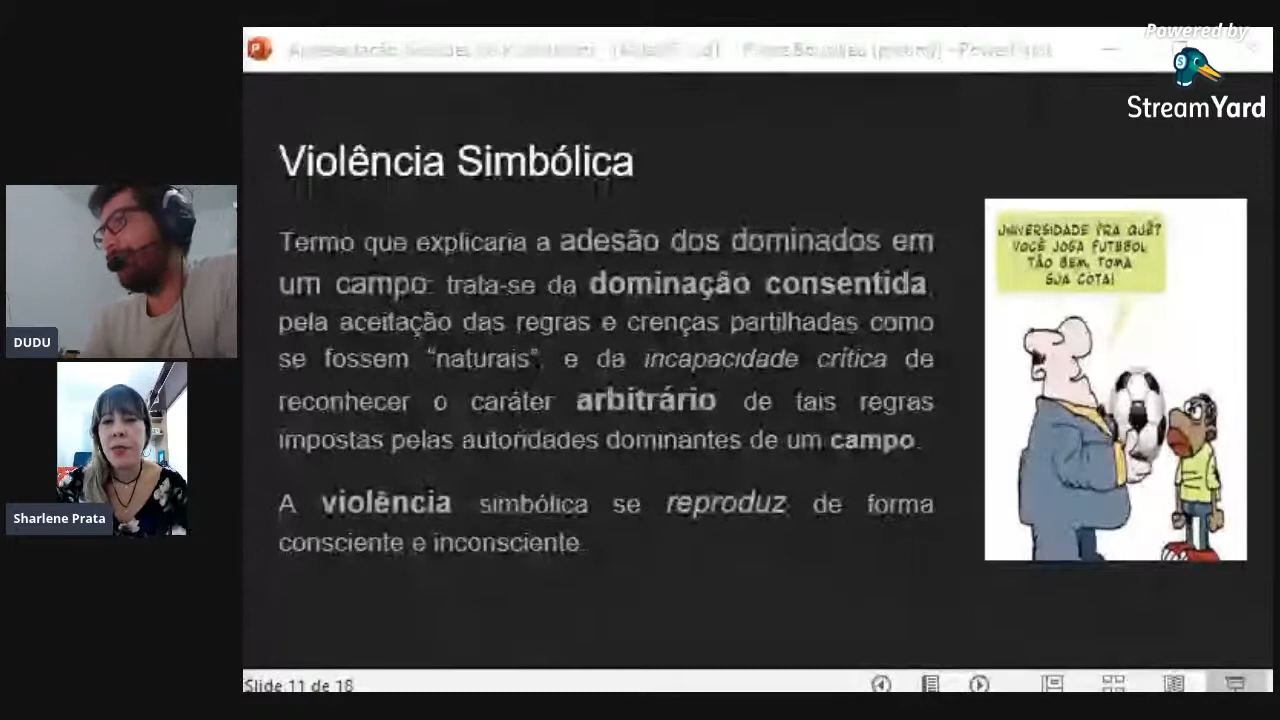 Powered by
StreamYard
Violência Simbólica
Termo que explicaria a adesão dos dominados em
um campo: trata-se da dominação consentida,
pela aceitação das regras e crenças partilhadas como
se fossem “naturais”, e da incapacidade crítica de
reconhecer o caráter arbitrário de tais regras
impostas pelas autoridades dominantes de um campo.
A violência simbólica se reproduz de forma
consciente e inconsciente.
UNIVERSIDADE PRA QUÊ?
VOCÊ JOGA FUTEBOL
TÃO BEM, TOMA
SUA COTA!
DUDU
Sharlene Prata
Slide 11 de 18